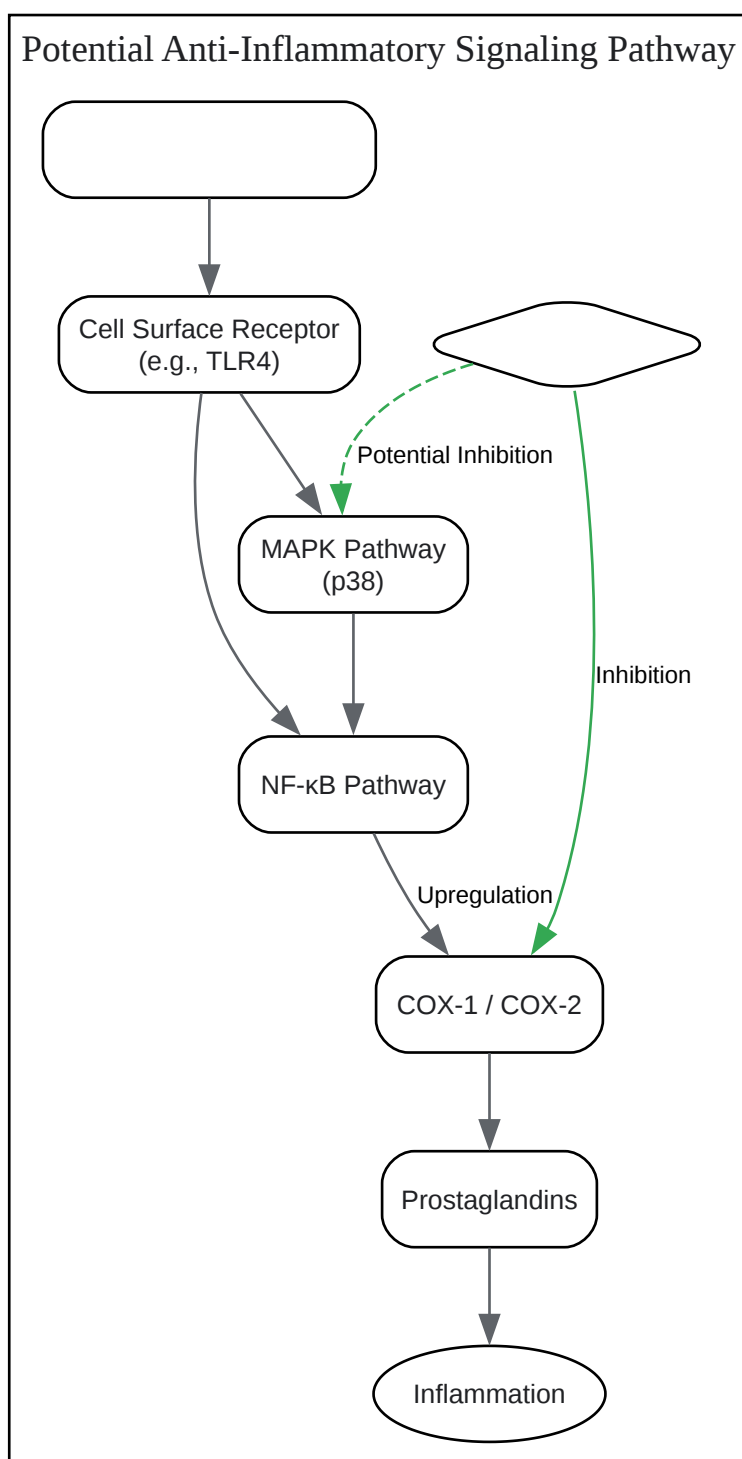 Potential Anti-Inflammatory Signaling Pathway
Cell Surface Receptor
(e.g., TLR4)
Potential Inhibition
MAPK Pathway
(p38)
Inhibition
NF-κB Pathway
Upregulation
COX-1 / COX-2
Prostaglandins
Inflammation